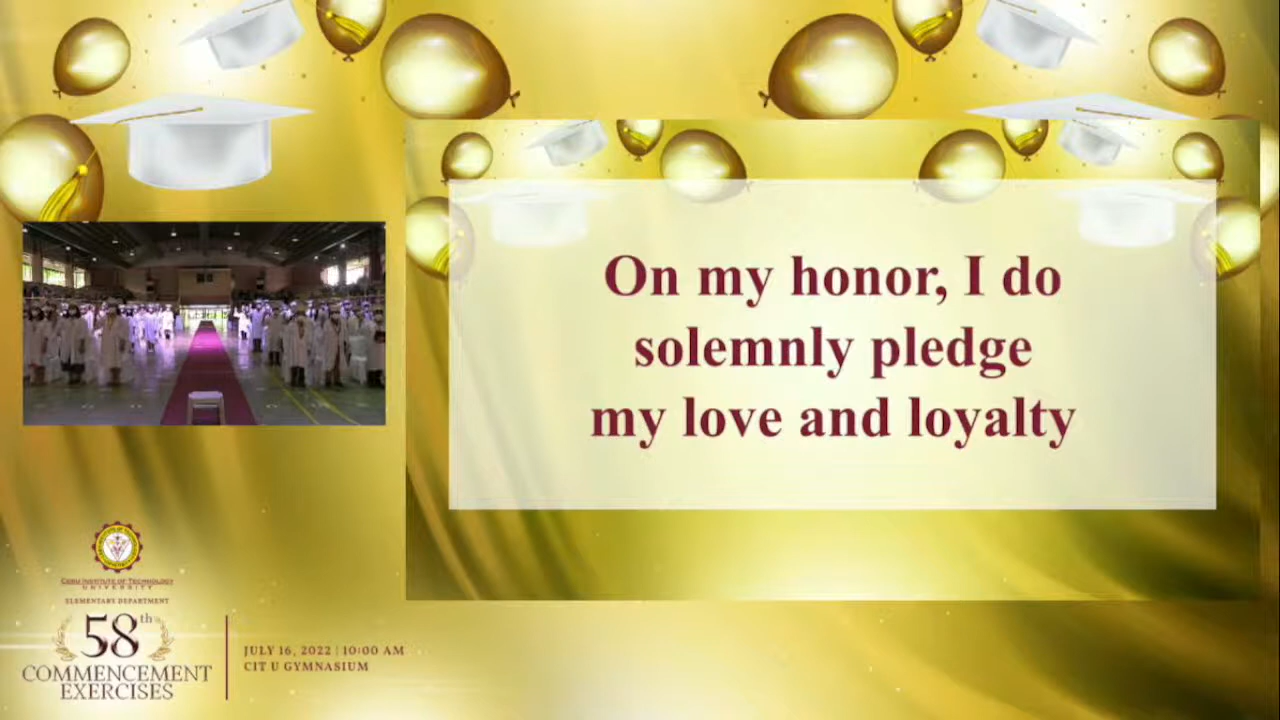 On my honor, I do
solemnly pledge
my love and loyalty
CEBU INSTITUTE OF TECHNOLOGY
UNIVERSITY
ELEMENTARY DEPARTMENT
58th
COMMENCEMENT
EXERCISES
JULY 16, 2022 | 10:00 AM
CIT U GYMNASIUM